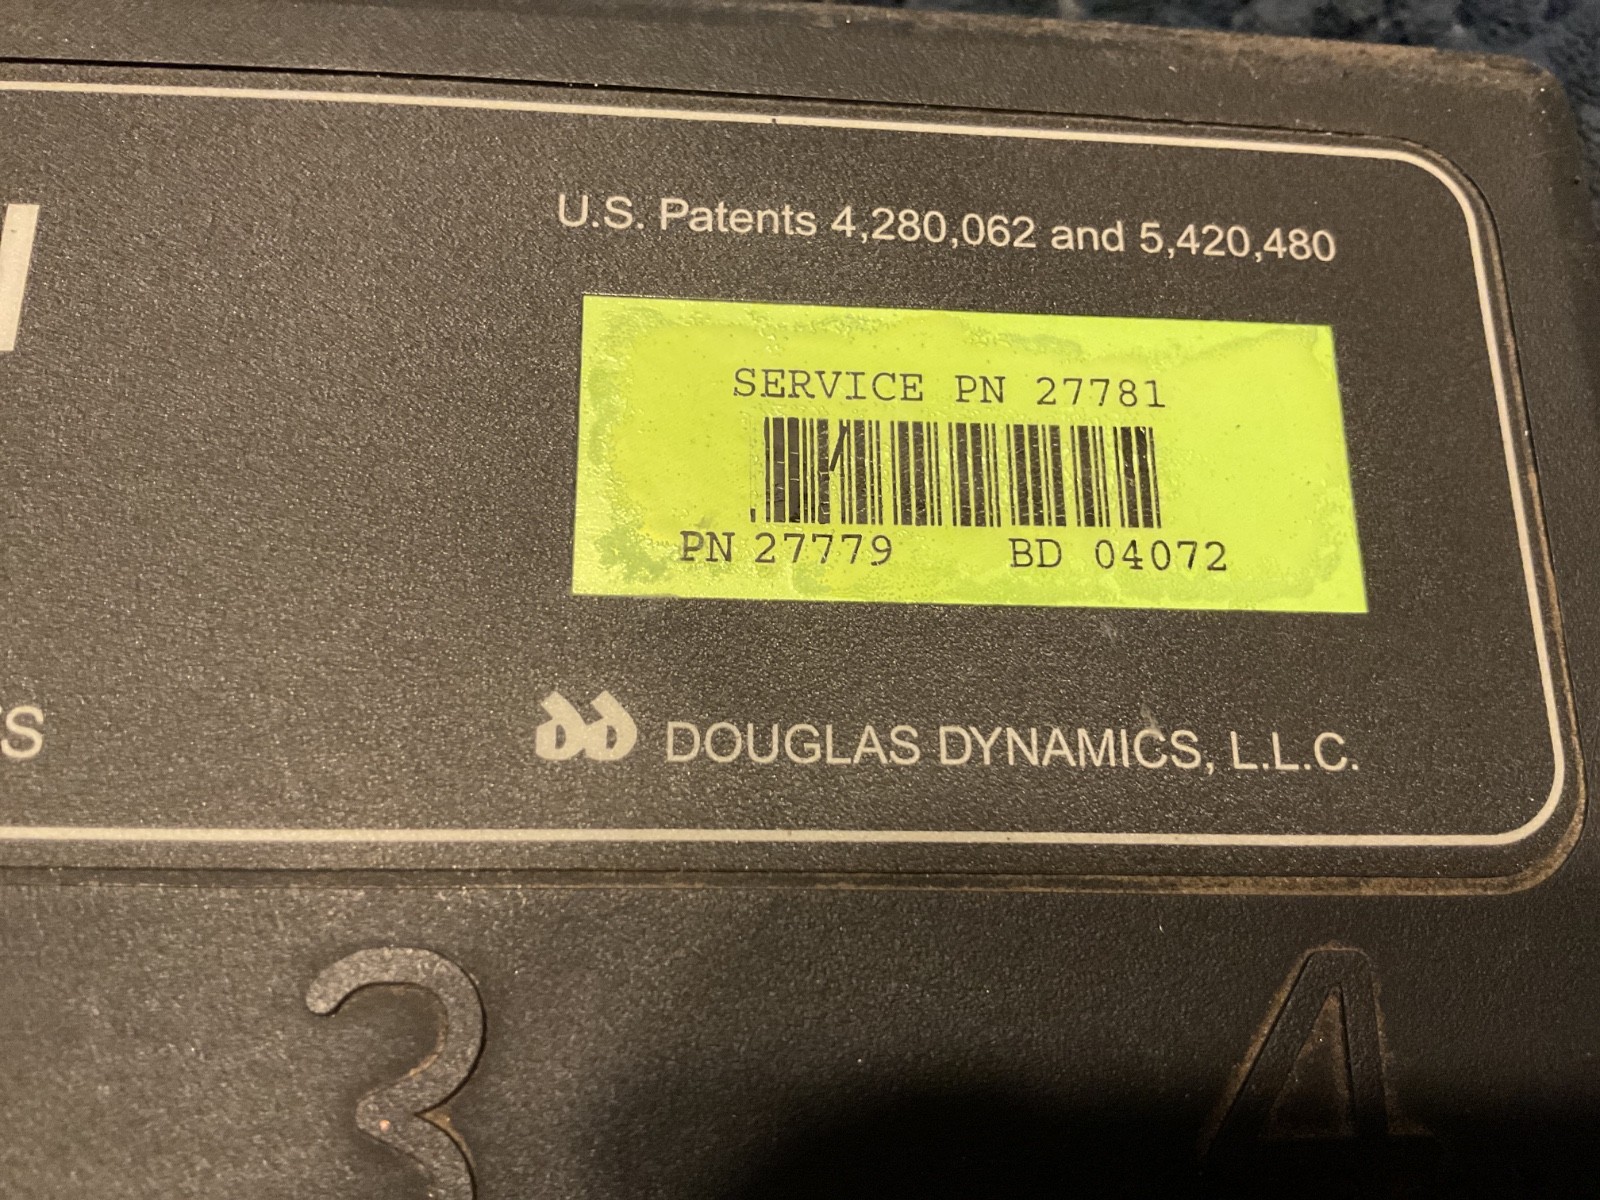 U.S. Patents 4,280,062 and 5,420,480
SERVICE PN 27781
PN 27779 BD 04072
S
DOUGLAS DYNAMICS, L.L.C.
3 4